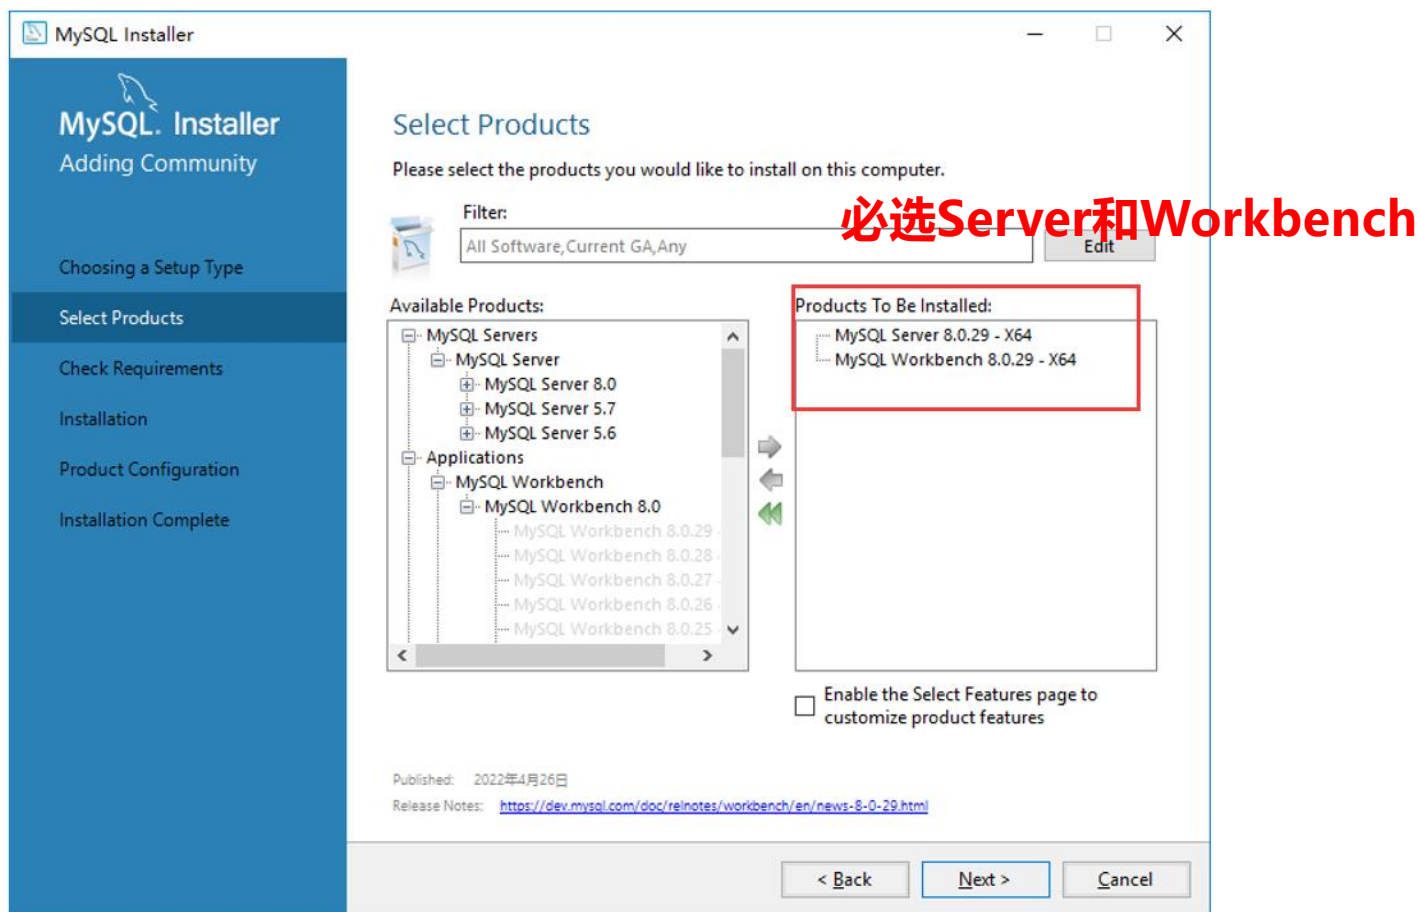 MySQL Installer
MySQL. Installer
Adding Community
Choosing a Setup Type
Select Products
Check Requirements
Installation
Product Configuration
Installation Complete
Select Products
Please select the products you would like to install on this computer.
必选Server和Workbench
Filter:
All Software,Current GA,Any
Edit
Available Products:
MySQL Servers
MySQL Server
MySQL Server 8.0
MySQL Server 5.7
MySQL Server 5.6
Applications
MySQL Workbench
MySQL Workbench 8.0
MySQL Workbench 8.0.29
MySQL Workbench 8.0.28
MySQL Workbench 8.0.27
MySQL Workbench 8.0.26
MySQL Workbench 8.0.25
Products To Be Installed:
MySQL Server 8.0.29 - X64
MySQL Workbench 8.0.29 - X64
Enable the Select Features page to
customize product features
Published: 2022年4月26日
Release Notes: https://dev.mysql.com/doc/relnotes/workbench/en/news-8-0-29.html
< Back
Next >
Cancel